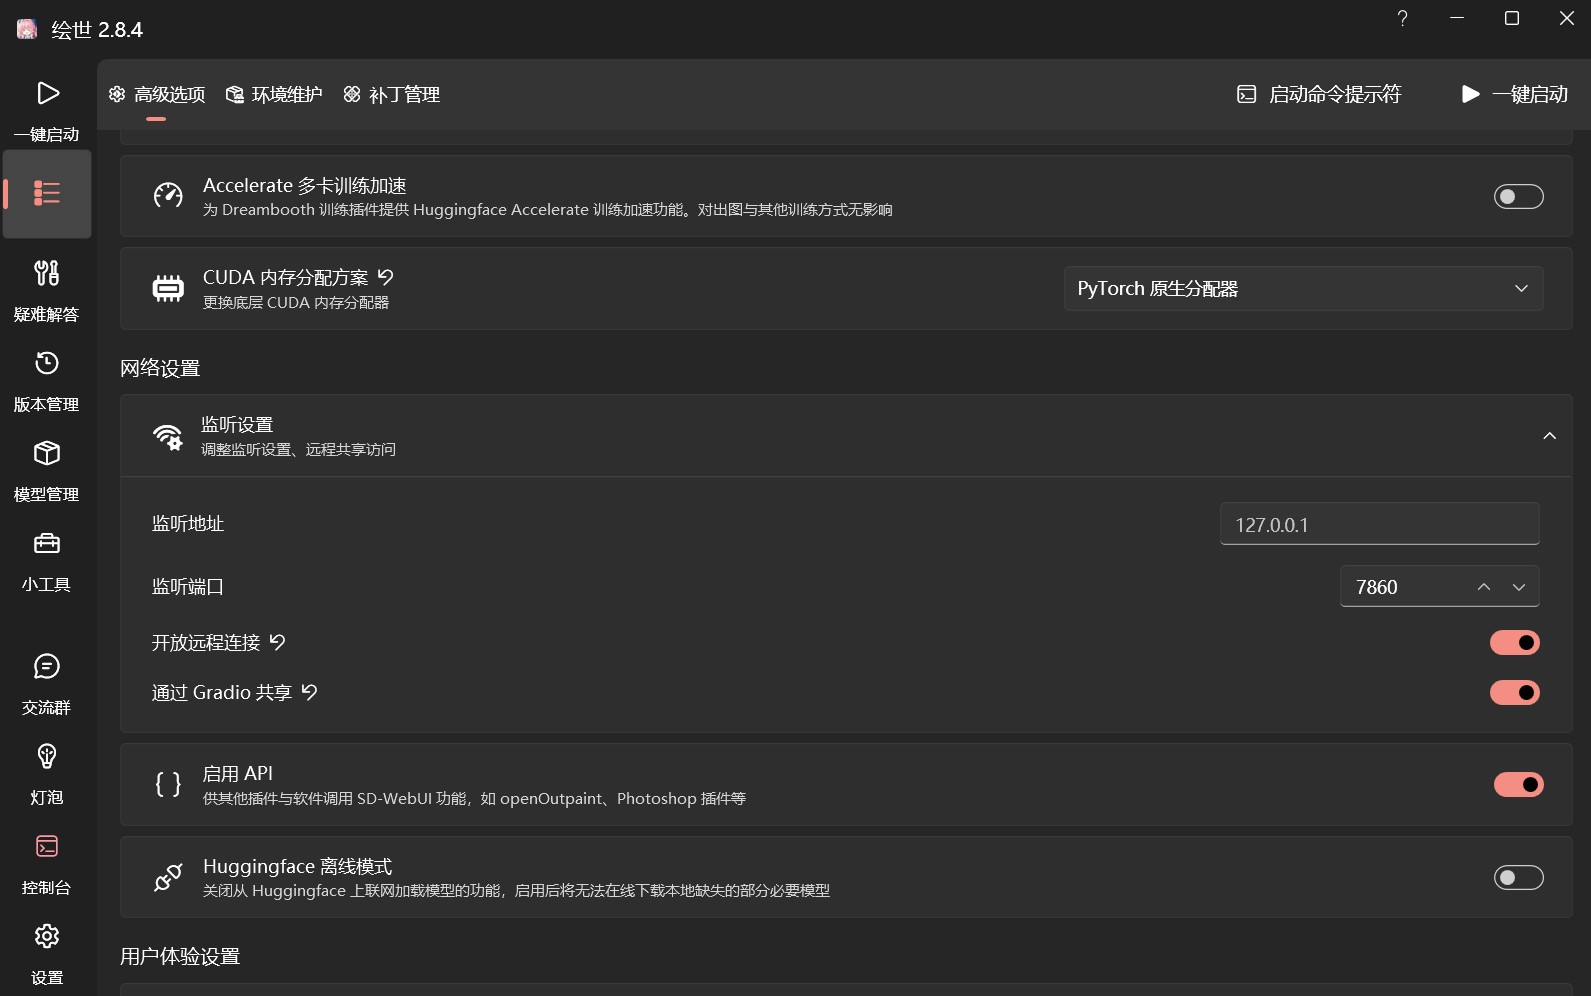 绘世 2.8.4
一键启动
疑难解答
版本管理
模型管理
小工具
交流群
灯泡
控制台
设置
高级选项 环境维护 补丁管理
启动命令提示符 一键启动
Accelerate 多卡训练加速
为 Dreambooth 训练插件提供 Huggingface Accelerate 训练加速功能。对出图与其他训练方式无影响
CUDA 内存分配方案
更换底层 CUDA 内存分配器
PyTorch 原生分配器
网络设置
监听设置
调整监听设置、远程共享访问
监听地址
127.0.0.1
监听端口
7860
开放远程连接
通过 Gradio 共享
启用 API
供其他插件与软件调用 SD-WebUI 功能，如 openOutpaint、Photoshop 插件等
Huggingface 离线模式
关闭从 Huggingface 上联网加载模型的功能，启用后将无法在线下载本地缺失的部分必要模型
用户体验设置